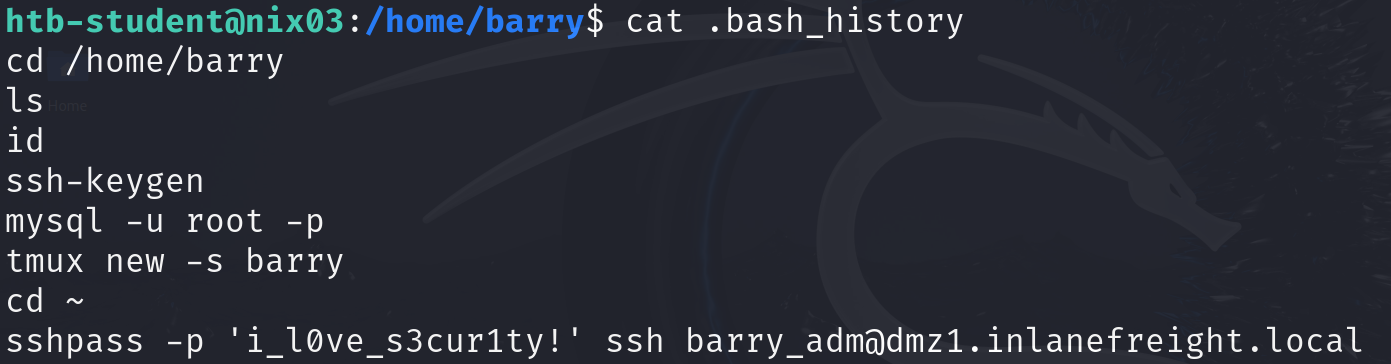 htb-student@nix03:/home/barry$ cat .bash_history
cd /home/barry
ls
Home
id
ssh-keygen
mysql -u root -p
tmux new -s barry
cd ~
sshpass -p 'i_l0ve_s3cur1ty!' ssh barry_adm@dmz1.inlanefreight.local